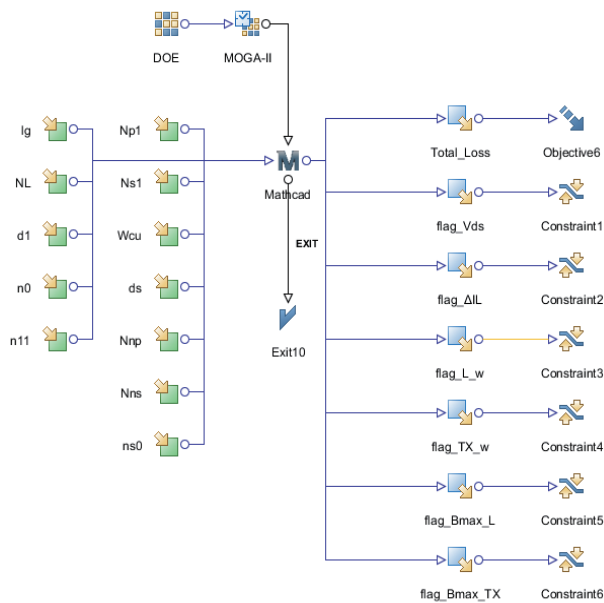 DOE
MOGA-II
lg
NL
d1
n0
n11
Np1
Ns1
Wcu
ds
Nnp
Nns
ns0
M
Mathcad
EXIT
Exit10
Total_Loss
Objective6
flag_Vds
Constraint1
flag_ΔIL
Constraint2
flag_L_w
Constraint3
flag_TX_w
Constraint4
flag_Bmax_L
Constraint5
flag_Bmax_TX
Constraint6